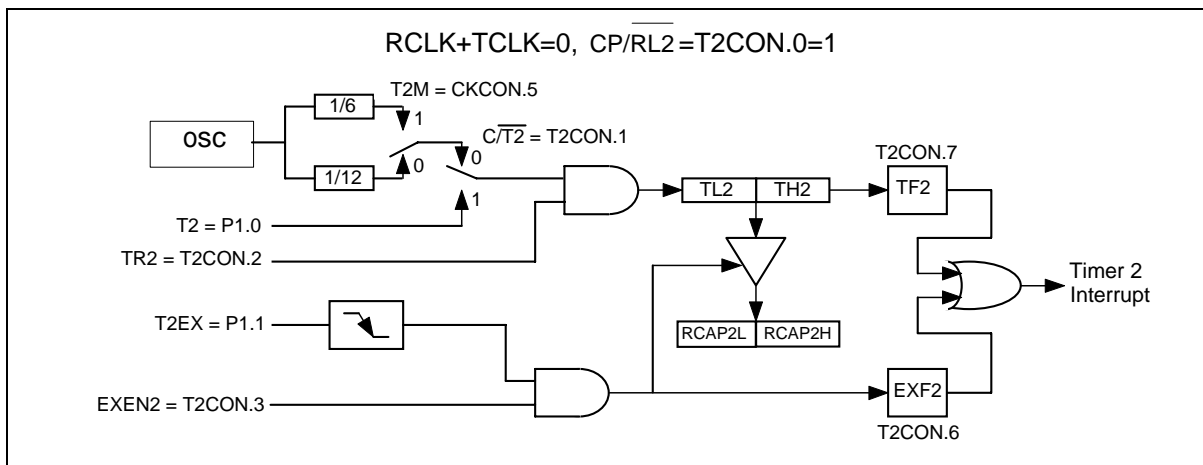 RCLK+TCLK=0, CP/RL2=T2CON.0=1
T2M = CKCON.5
1/6
1
OSC
C/T2 = T2CON.1
0
0
1/12
1
T2CON.7
TL2 TH2
TF2
T2 = P1.0
TR2 = T2CON.2
Timer 2
Interrupt
T2EX = P1.1
RCAP2L RCAP2H
EXEN2 = T2CON.3
EXF2
T2CON.6